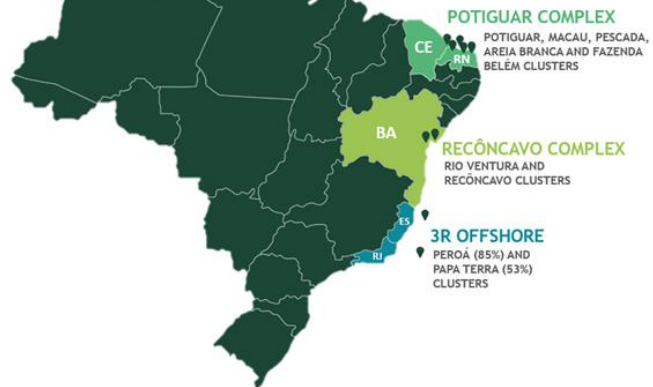 POTIGUAR COMPLEX
POTIGUAR, MACAU, PESCADA,
AREIA BRANCA AND FAZENDA
BELÉM CLUSTERS
CE
RN
BA
RECÔNCAVO COMPLEX
RIO VENTURA AND
RECÔNCAVO CLUSTERS
ES
RJ
3R OFFSHORE
PEROÁ (85%) AND
PAPA TERRA (53%)
CLUSTERS